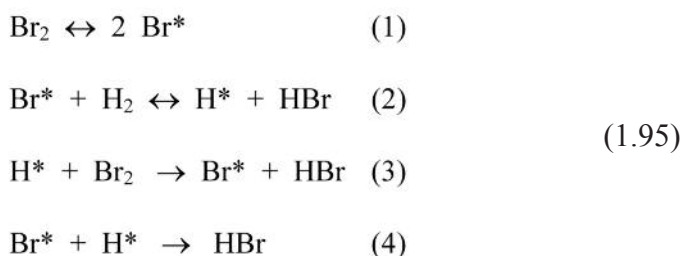 Br₂ ↔ 2 Br* (1)
Br* + H₂ ↔ H* + HBr (2)
(1.95)
H* + Br₂ → Br* + HBr (3)
Br* + H* → HBr (4)